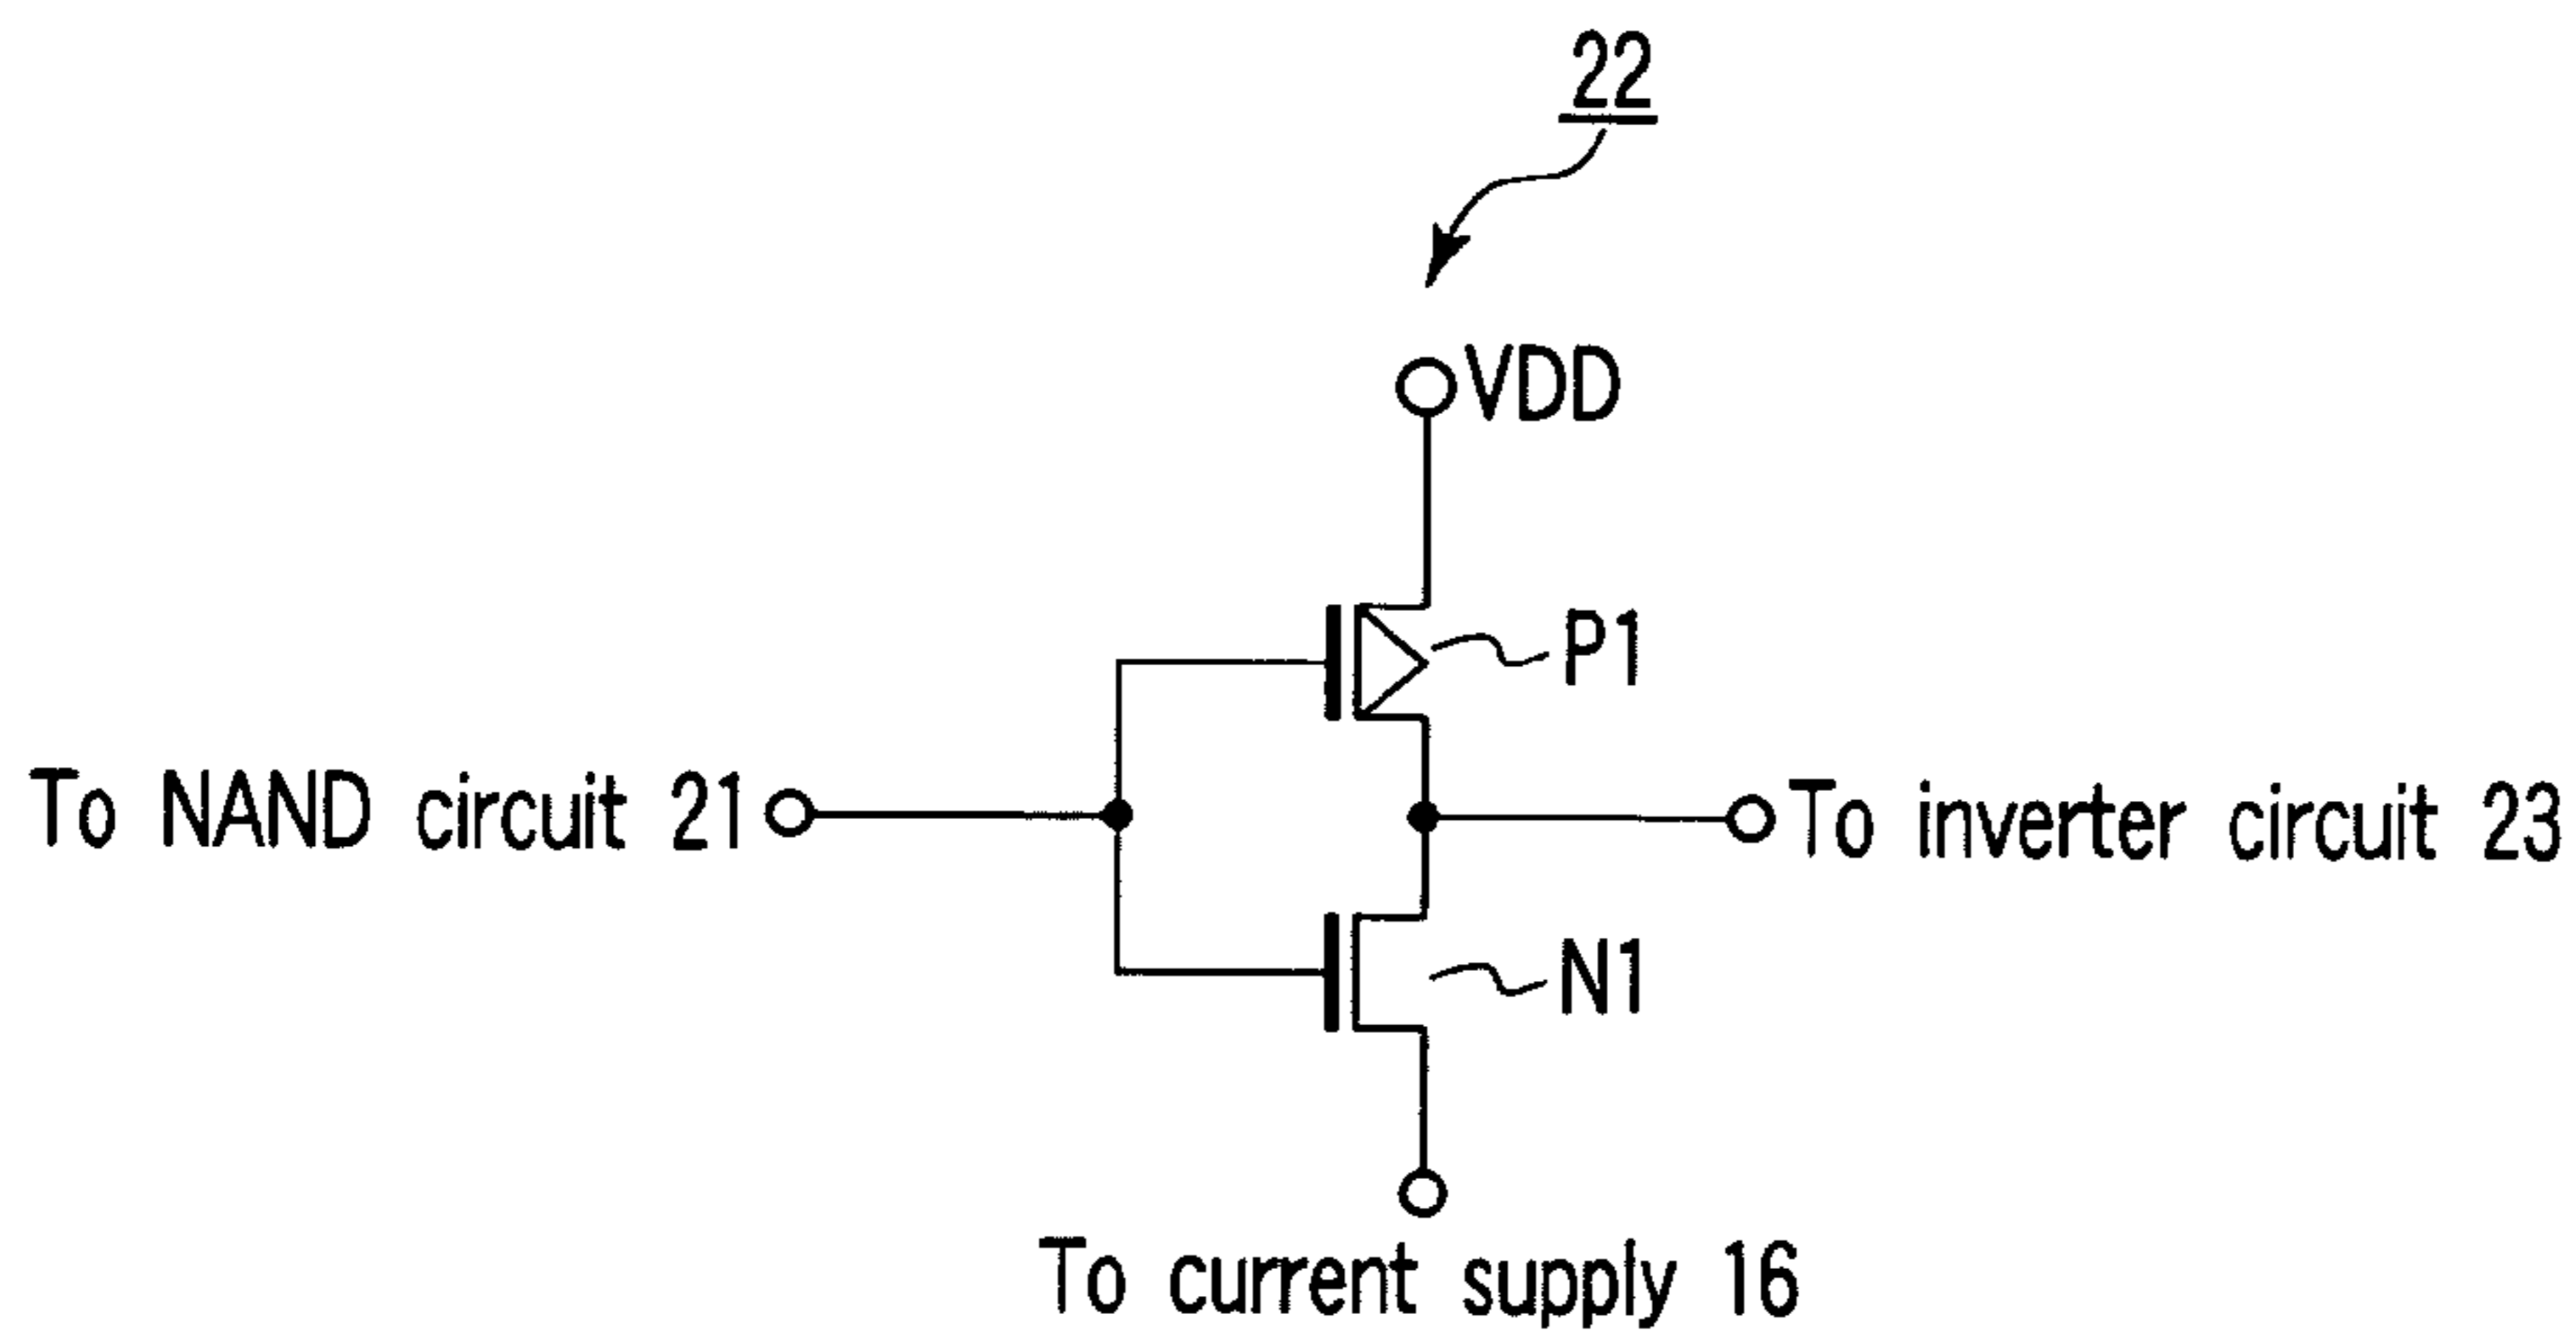 22
VDD
P1
To NAND circuit 21
To inverter circuit 23
N1
To current supply 16